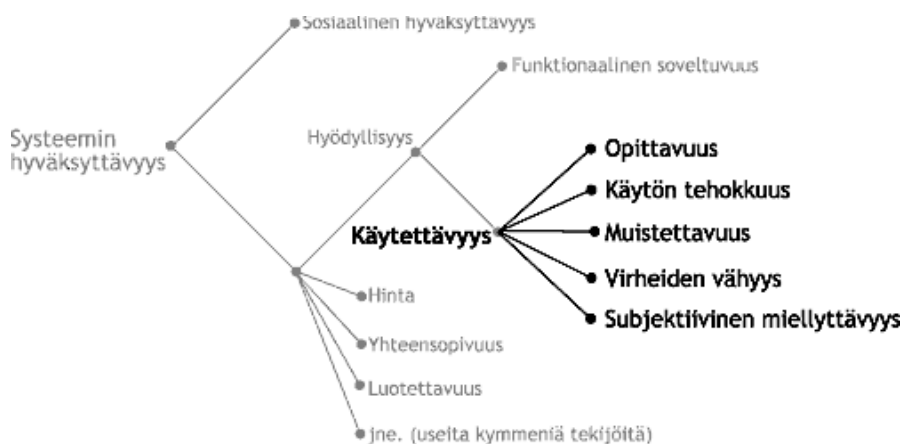 Sosiaalinen hyväksyttävyys
Funktionaalinen soveltuvuus
Systeemin
hyväksyttävyys
Hyödyllisyys
Opittavuus
Käytön tehokkuus
Käytettävyys
Muistettavuus
Virheiden vähyys
Hinta
Subjektiivinen miellyttävyys
Yhteensopivuus
Luotettavuus
jne. (useita kymmeniä tekijöitä)